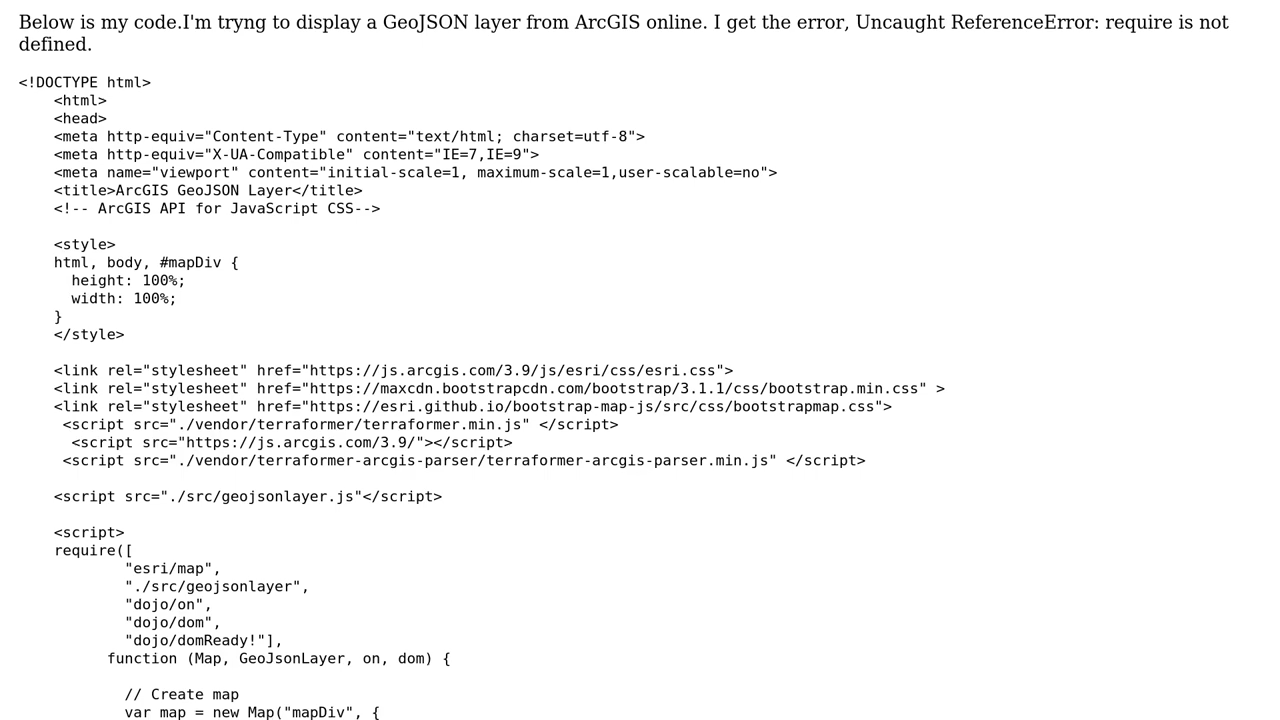 Below is my code.I'm tryng to display a GeoJSON layer from ArcGIS online. I get the error, Uncaught ReferenceError: require is not
defined.
<!DOCTYPE html>
<html>
<head>
<meta http-equiv="Content-Type" content="text/html; charset=utf-8">
<meta http-equiv="X-UA-Compatible" content="IE=7,IE=9">
<meta name="viewport" content="initial-scale=1, maximum-scale=1,user-scalable=no">
<title>ArcGIS GeoJSON Layer</title>
<!-- ArcGIS API for JavaScript CSS-->
<style>
html, body, #mapDiv {
height: 100%;
width: 100%;
}
</style>
<link rel="stylesheet" href="https://js.arcgis.com/3.9/js/esri/css/esri.css">
<link rel="stylesheet" href="https://maxcdn.bootstrapcdn.com/bootstrap/3.1.1/css/bootstrap.min.css" >
<link rel="stylesheet" href="https://esri.github.io/bootstrap-map-js/src/css/bootstrapmap.css">
<script src="./vendor/terraformer/terraformer.min.js" </script>
<script src="https://js.arcgis.com/3.9/"></script>
<script src="./vendor/terraformer-arcgis-parser/terraformer-arcgis-parser.min.js" </script>
<script src="./src/geojsonlayer.js"</script>
<script>
require([
"esri/map",
"./src/geojsonlayer",
"dojo/on",
"dojo/dom",
"dojo/domReady!"],
function (Map, GeoJsonLayer, on, dom) {
// Create map
var map = new Map("mapDiv", {